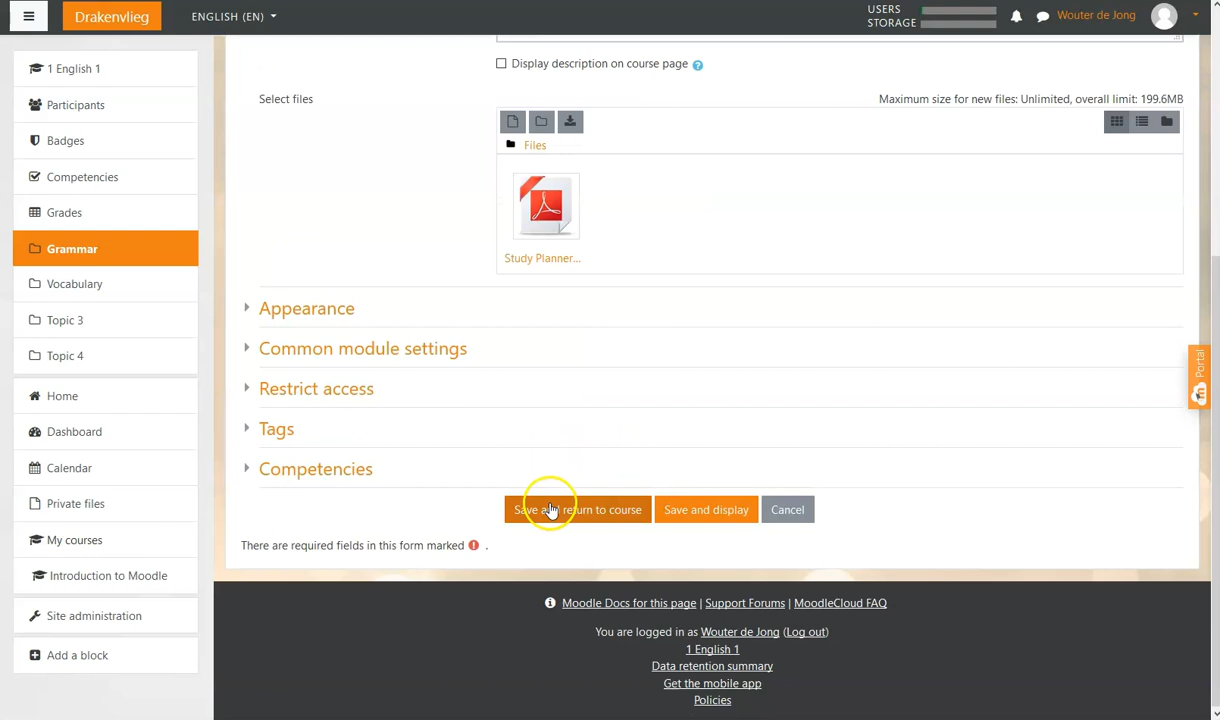 Drakenvlieg
ENGLISH (EN)
USERS
STORAGE
Wouter de Jong
1 English 1
Participants
Badges
Competencies
Grades
Grammar
Vocabulary
Topic 3
Topic 4
Home
Dashboard
Calendar
Private files
My courses
Introduction to Moodle
Site administration
Add a block
Display description on course page
Select files
Maximum size for new files: Unlimited, overall limit: 199.6MB
Files
Study Planner...
Appearance
Common module settings
Restrict access
Tags
Competencies
Save and return to course
Save and display
Cancel
There are required fields in this form marked .
Portal
Moodle Docs for this page | Support Forums | MoodleCloud FAQ
You are logged in as Wouter de Jong (Log out)
1 English 1
Data retention summary
Get the mobile app
Policies